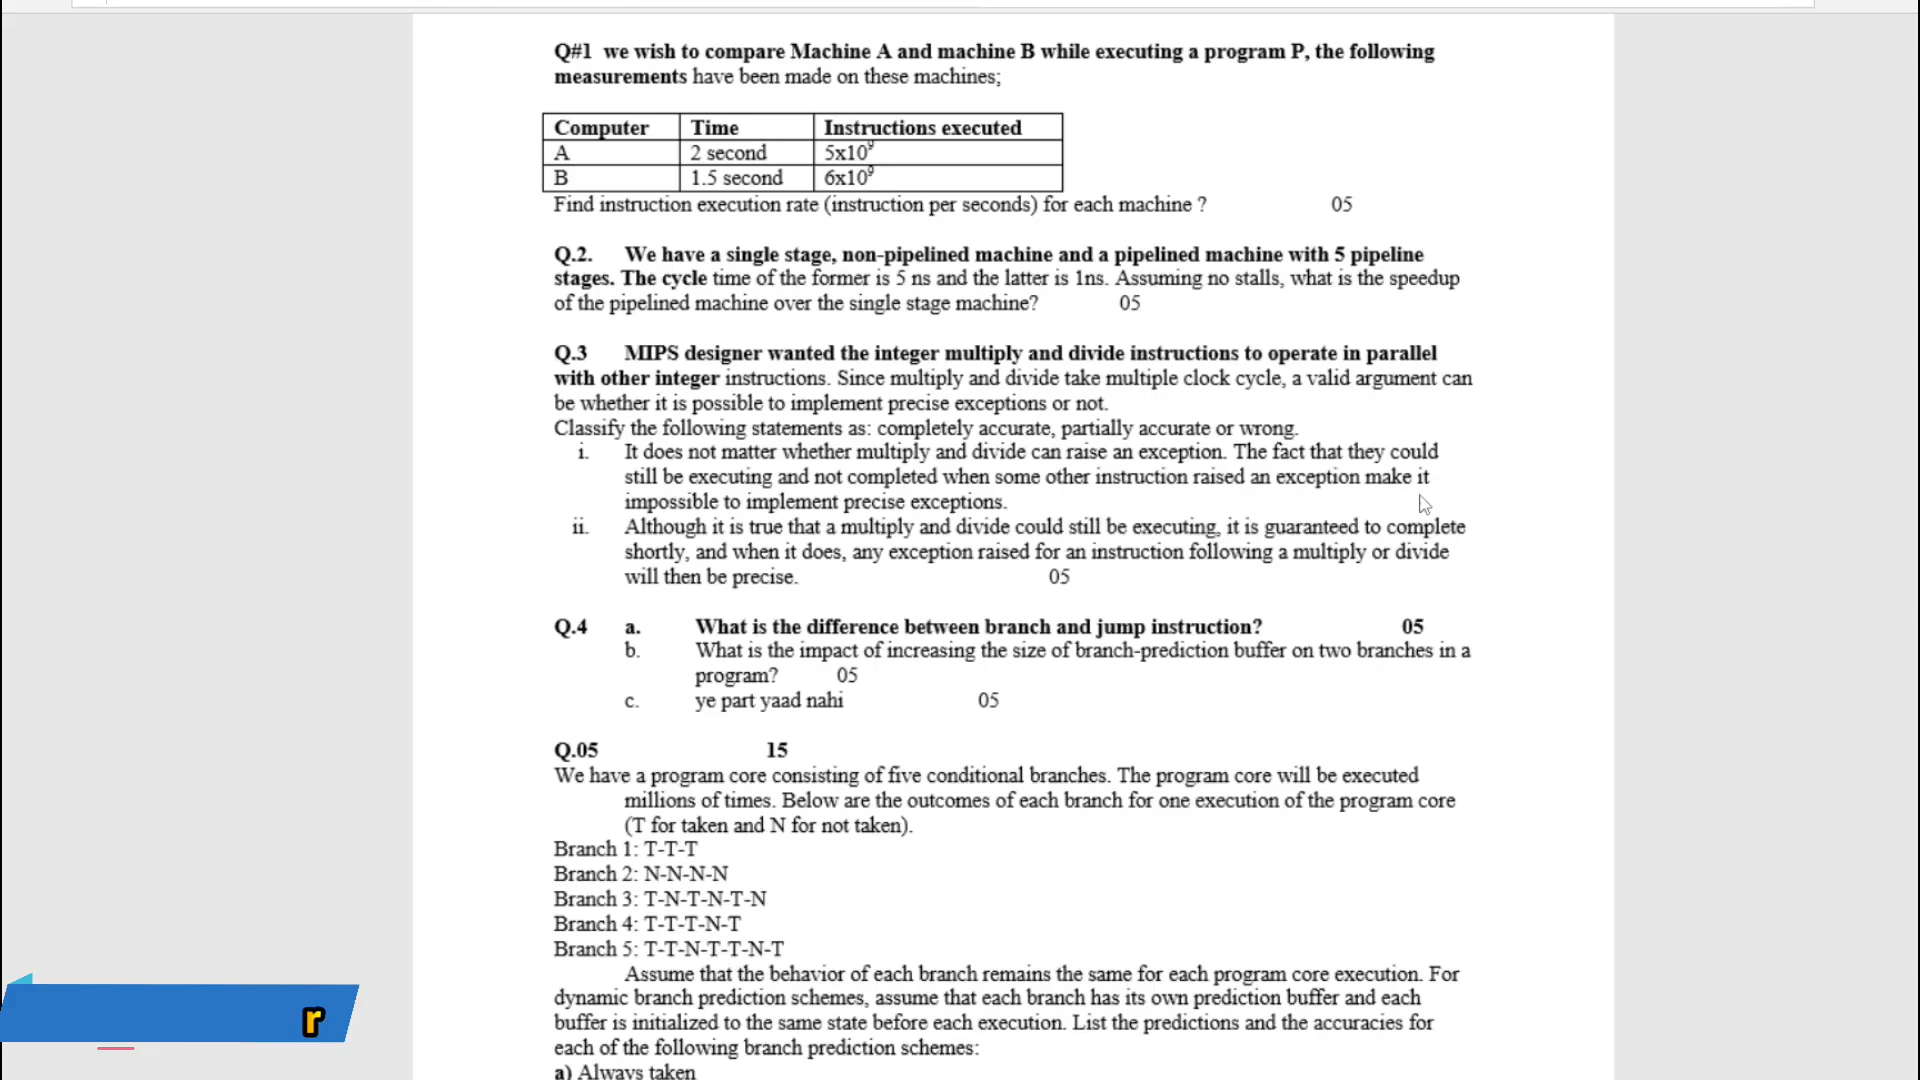 Q#1 we wish to compare Machine A and machine B while executing a program P, the following
measurements have been made on these machines;
Computer Time Instructions executed
A 2 second 5x10⁹
B 1.5 second 6x10⁹
Find instruction execution rate (instruction per seconds) for each machine ? 05
Q.2. We have a single stage, non-pipelined machine and a pipelined machine with 5 pipeline
stages. The cycle time of the former is 5 ns and the latter is 1ns. Assuming no stalls, what is the speedup
of the pipelined machine over the single stage machine? 05
Q.3 MIPS designer wanted the integer multiply and divide instructions to operate in parallel
with other integer instructions. Since multiply and divide take multiple clock cycle, a valid argument can
be whether it is possible to implement precise exceptions or not.
Classify the following statements as: completely accurate, partially accurate or wrong.
i. It does not matter whether multiply and divide can raise an exception. The fact that they could
still be executing and not completed when some other instruction raised an exception make it
impossible to implement precise exceptions.
ii. Although it is true that a multiply and divide could still be executing, it is guaranteed to complete
shortly, and when it does, any exception raised for an instruction following a multiply or divide
will then be precise. 05
Q.4 a. What is the difference between branch and jump instruction? 05
b. What is the impact of increasing the size of branch-prediction buffer on two branches in a
program? 05
c. ye part yaad nahi 05
Q.05 15
We have a program core consisting of five conditional branches. The program core will be executed
millions of times. Below are the outcomes of each branch for one execution of the program core
(T for taken and N for not taken).
Branch 1: T-T-T
Branch 2: N-N-N-N
Branch 3: T-N-T-N-T-N
Branch 4: T-T-T-N-T
Branch 5: T-T-N-T-T-N-T
Assume that the behavior of each branch remains the same for each program core execution. For
dynamic branch prediction schemes, assume that each branch has its own prediction buffer and each
buffer is initialized to the same state before each execution. List the predictions and the accuracies for
each of the following branch prediction schemes:
a) Always taken
r